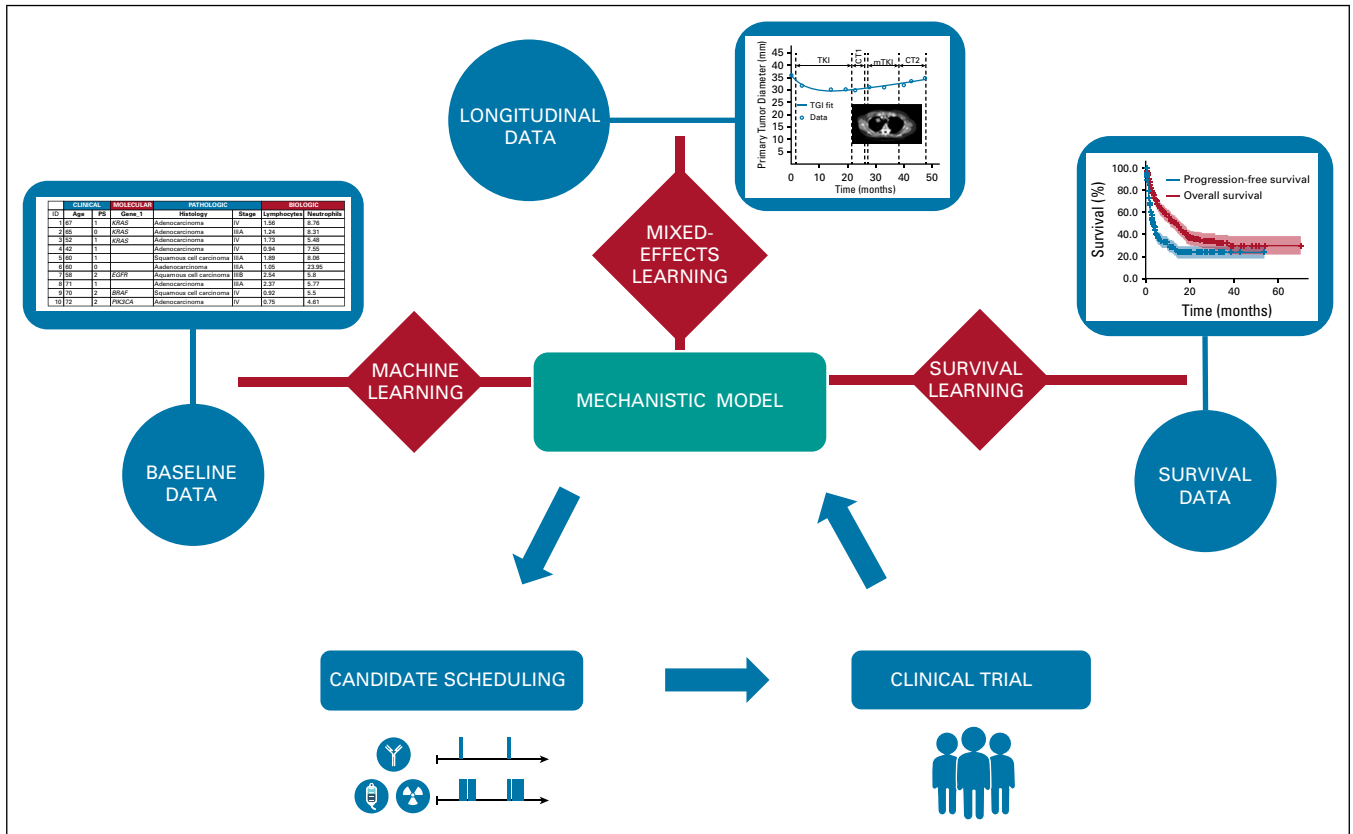 LONGITUDINAL
DATA
Primary Tumor Diameter (mm)
45
40
35
30
25
20
15
10
5
TKI
CT1
mTKI
CT2
TGI fit
Data
0 10 20 30 40 50
Time (months)
CLINICAL MOLECULAR PATHOLOGIC BIOLOGIC
ID Age PS Gene_1 Histology Stage Lymphocytes Neutrophils
1 67 1 KRAS Adenocarcinoma IV 1.56 8.76
2 65 0 KRAS Adenocarcinoma IIIA 1.24 8.31
3 52 1 KRAS Adenocarcinoma IV 1.73 5.48
4 42 1 Adenocarcinoma IV 0.94 7.55
5 60 1 Squamous cell carcinoma IIIA 1.89 8.06
6 60 0 Aadenocarcinoma IIIA 1.05 23.95
7 58 2 EGFR Aquamous cell carcinoma IIIB 2.54 5.8
8 71 1 Adenocarcinoma IIIA 2.37 5.77
9 70 2 BRAF Squamous cell carcinoma IV 0.92 5.5
10 72 2 PIK3CA Adenocarcinoma IV 0.75 4.61
Survival (%)
100.0
80.0
60.0
40.0
20.0
0.0
Progression-free survival
Overall survival
0 20 40 60
Time (months)
MIXED-
EFFECTS
LEARNING
MACHINE
LEARNING
MECHANISTIC MODEL
SURVIVAL
LEARNING
BASELINE
DATA
SURVIVAL
DATA
CANDIDATE SCHEDULING
CLINICAL TRIAL